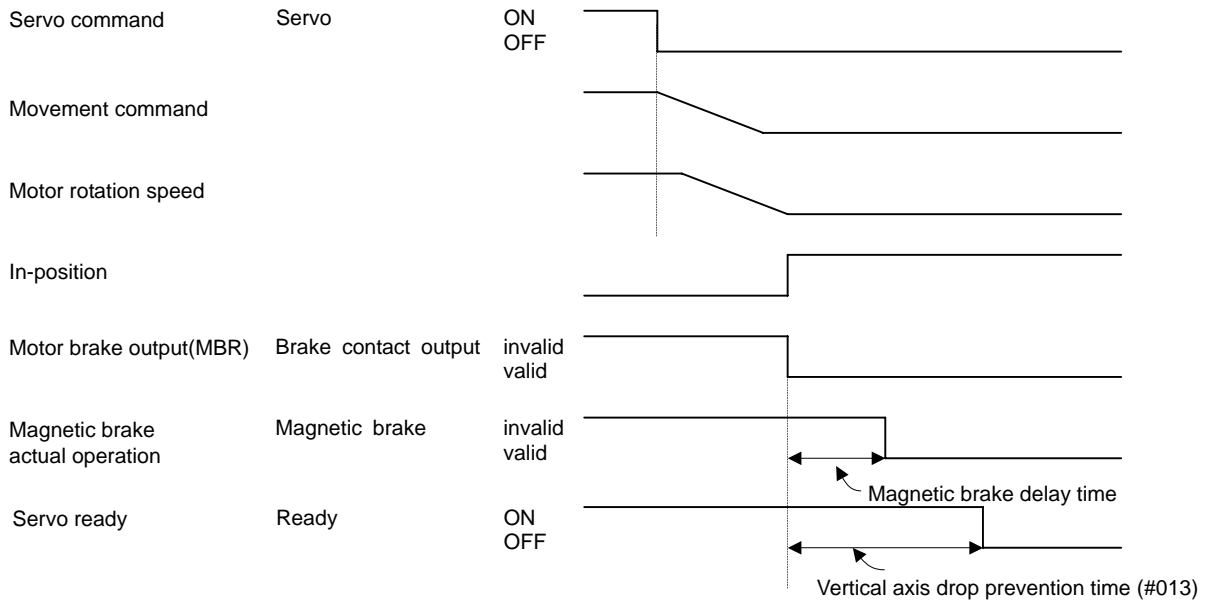 Servo command Servo ON
OFF
Movement command
Motor rotation speed
In-position
Motor brake output(MBR) Brake contact output invalid
valid
Magnetic brake Magnetic brake invalid
actual operation valid
Magnetic brake delay time
Servo ready Ready ON
OFF
Vertical axis drop prevention time (#013)